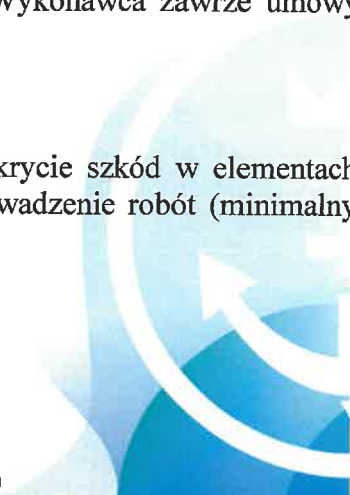 Wykonawca zawrze umowy
krycie szkód w elementach
wadzenie robót (minimalny